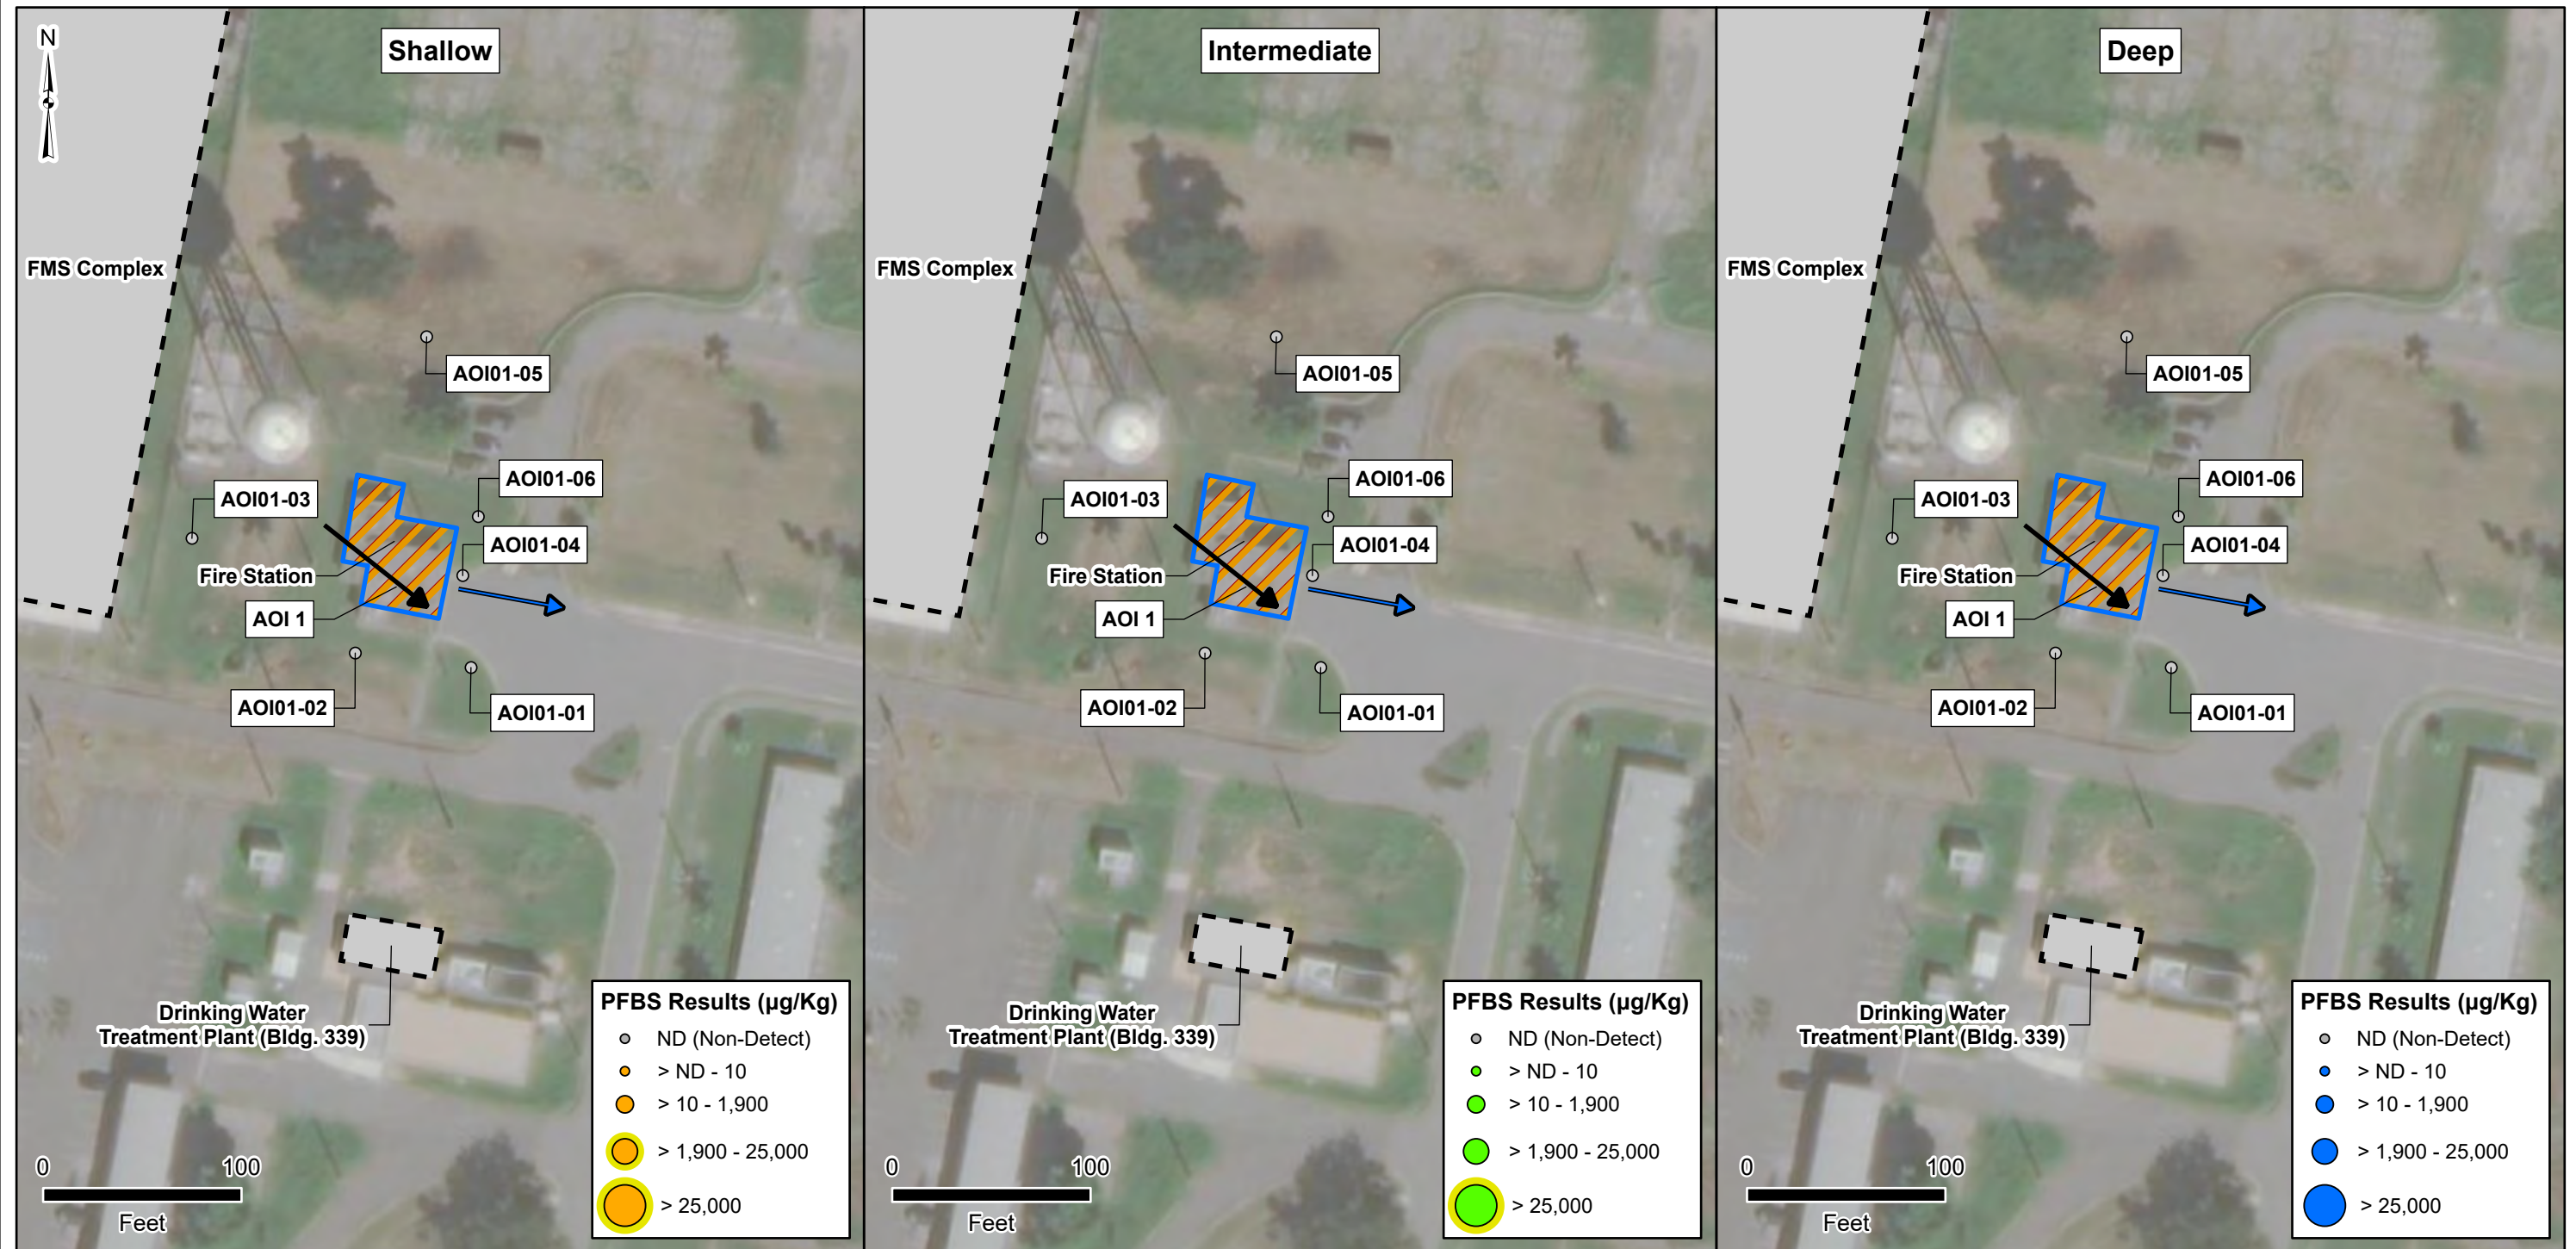 N
Shallow
FMS Complex
AOI01-05
AOI01-06
AOI01-03
AOI01-04
Fire Station
AOI 1
AOI01-02
AOI01-01
Drinking Water
Treatment Plant (Bldg. 339)
0 100
Feet
PFBS Results (µg/Kg)
ND (Non-Detect)
> ND - 10
> 10 - 1,900
> 1,900 - 25,000
> 25,000
Intermediate
FMS Complex
AOI01-05
AOI01-06
AOI01-03
AOI01-04
Fire Station
AOI 1
AOI01-02
AOI01-01
Drinking Water
Treatment Plant (Bldg. 339)
0 100
Feet
PFBS Results (µg/Kg)
ND (Non-Detect)
> ND - 10
> 10 - 1,900
> 1,900 - 25,000
> 25,000
Deep
FMS Complex
AOI01-05
AOI01-06
AOI01-03
AOI01-04
Fire Station
AOI 1
AOI01-02
AOI01-01
Drinking Water
Treatment Plant (Bldg. 339)
0 100
Feet
PFBS Results (µg/Kg)
ND (Non-Detect)
> ND - 10
> 10 - 1,900
> 1,900 - 25,000
> 25,000